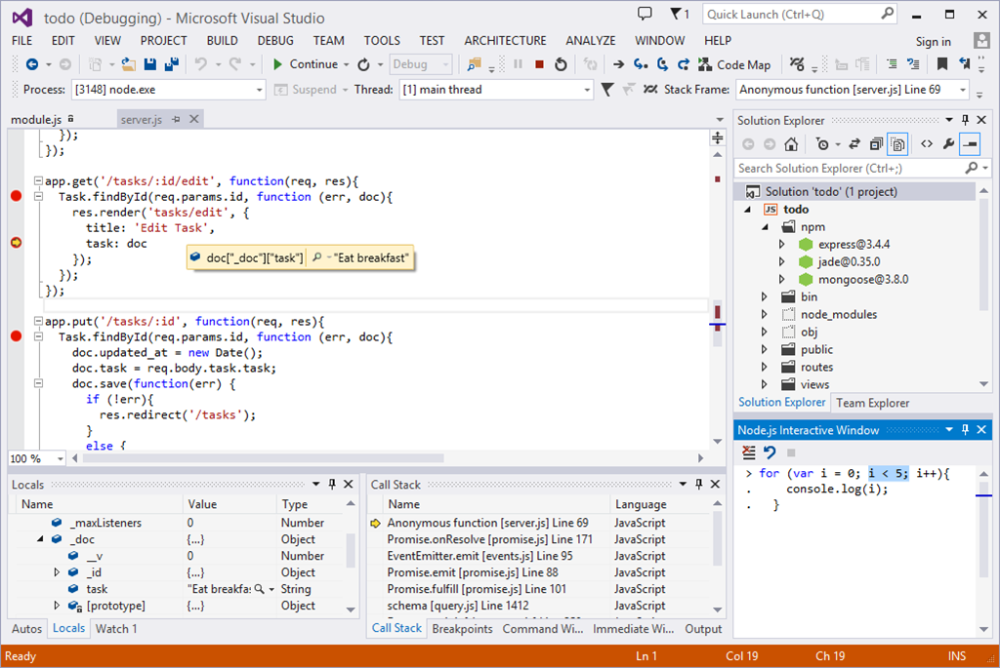 todo (Debugging) - Microsoft Visual Studio
1
Quick Launch (Ctrl+Q)
FILE EDIT VIEW PROJECT BUILD DEBUG TEAM TOOLS TEST ARCHITECTURE ANALYZE WINDOW HELP
Sign in
Continue Debug Code Map
Process: [3148] node.exe Suspend Thread: [1] main thread Stack Frame: Anonymous function [server.js] Line 69
module.js server.js
});
});
app.get('/tasks/:id/edit', function(req, res){
Task.findById(req.params.id, function (err, doc){
res.render('tasks/edit', {
title: 'Edit Task',
task: doc
doc["_doc"]["task"] "Eat breakfast"
});
});
});
app.put('/tasks/:id', function(req, res){
Task.findById(req.params.id, function (err, doc){
doc.updated_at = new Date();
doc.task = req.body.task.task;
doc.save(function(err) {
if (!err){
res.redirect('/tasks');
}
else {
100 %
Solution Explorer
Search Solution Explorer (Ctrl+;)
Solution 'todo' (1 project)
JS todo
npm
express@3.4.4
jade@0.35.0
mongoose@3.8.0
bin
node_modules
obj
public
routes
views
Solution Explorer Team Explorer
Node.js Interactive Window
> for (var i = 0; i < 5; i++){
. console.log(i);
. }
Locals
Name Value Type
_maxListeners 0 Number
_doc {...} Object
__v 0 Number
_id {...} Object
task "Eat breakfa: String
[prototype] {...} Object
Autos Locals Watch 1
Call Stack
Name Language
Anonymous function [server.js] Line 69 JavaScript
Promise.onResolve [promise.js] Line 171 JavaScript
EventEmitter.emit [events.js] Line 95 JavaScript
Promise.emit [promise.js] Line 88 JavaScript
Promise.fulfill [promise.js] Line 101 JavaScript
schema [query.js] Line 1412 JavaScript
Call Stack Breakpoints Command Wi... Immediate Wi... Output
Ready Ln 1 Col 19 Ch 19 INS